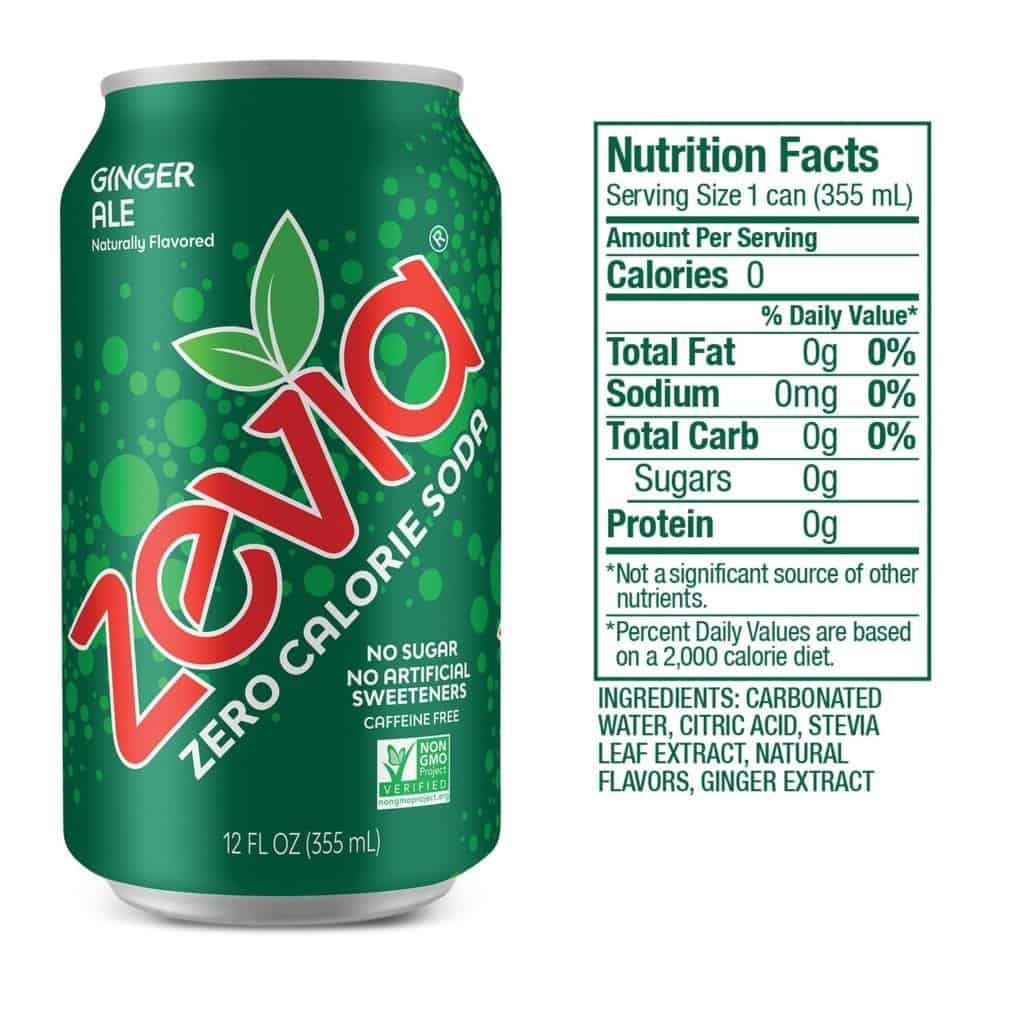 GINGER
ALE
Naturally Flavored
zevia®
ZERO CALORIE SODA
NO SUGAR
NO ARTIFICIAL
SWEETENERS
CAFFEINE FREE
NON
GMO
Project
VERIFIED
nongmoproject.org
12 FL OZ (355 mL)
Nutrition Facts
Serving Size 1 can (355 mL)
Amount Per Serving
Calories 0
% Daily Value*
Total Fat 0g 0%
Sodium 0mg 0%
Total Carb 0g 0%
Sugars 0g
Protein 0g
*Not a significant source of other
nutrients.
*Percent Daily Values are based
on a 2,000 calorie diet.
INGREDIENTS: CARBONATED
WATER, CITRIC ACID, STEVIA
LEAF EXTRACT, NATURAL
FLAVORS, GINGER EXTRACT